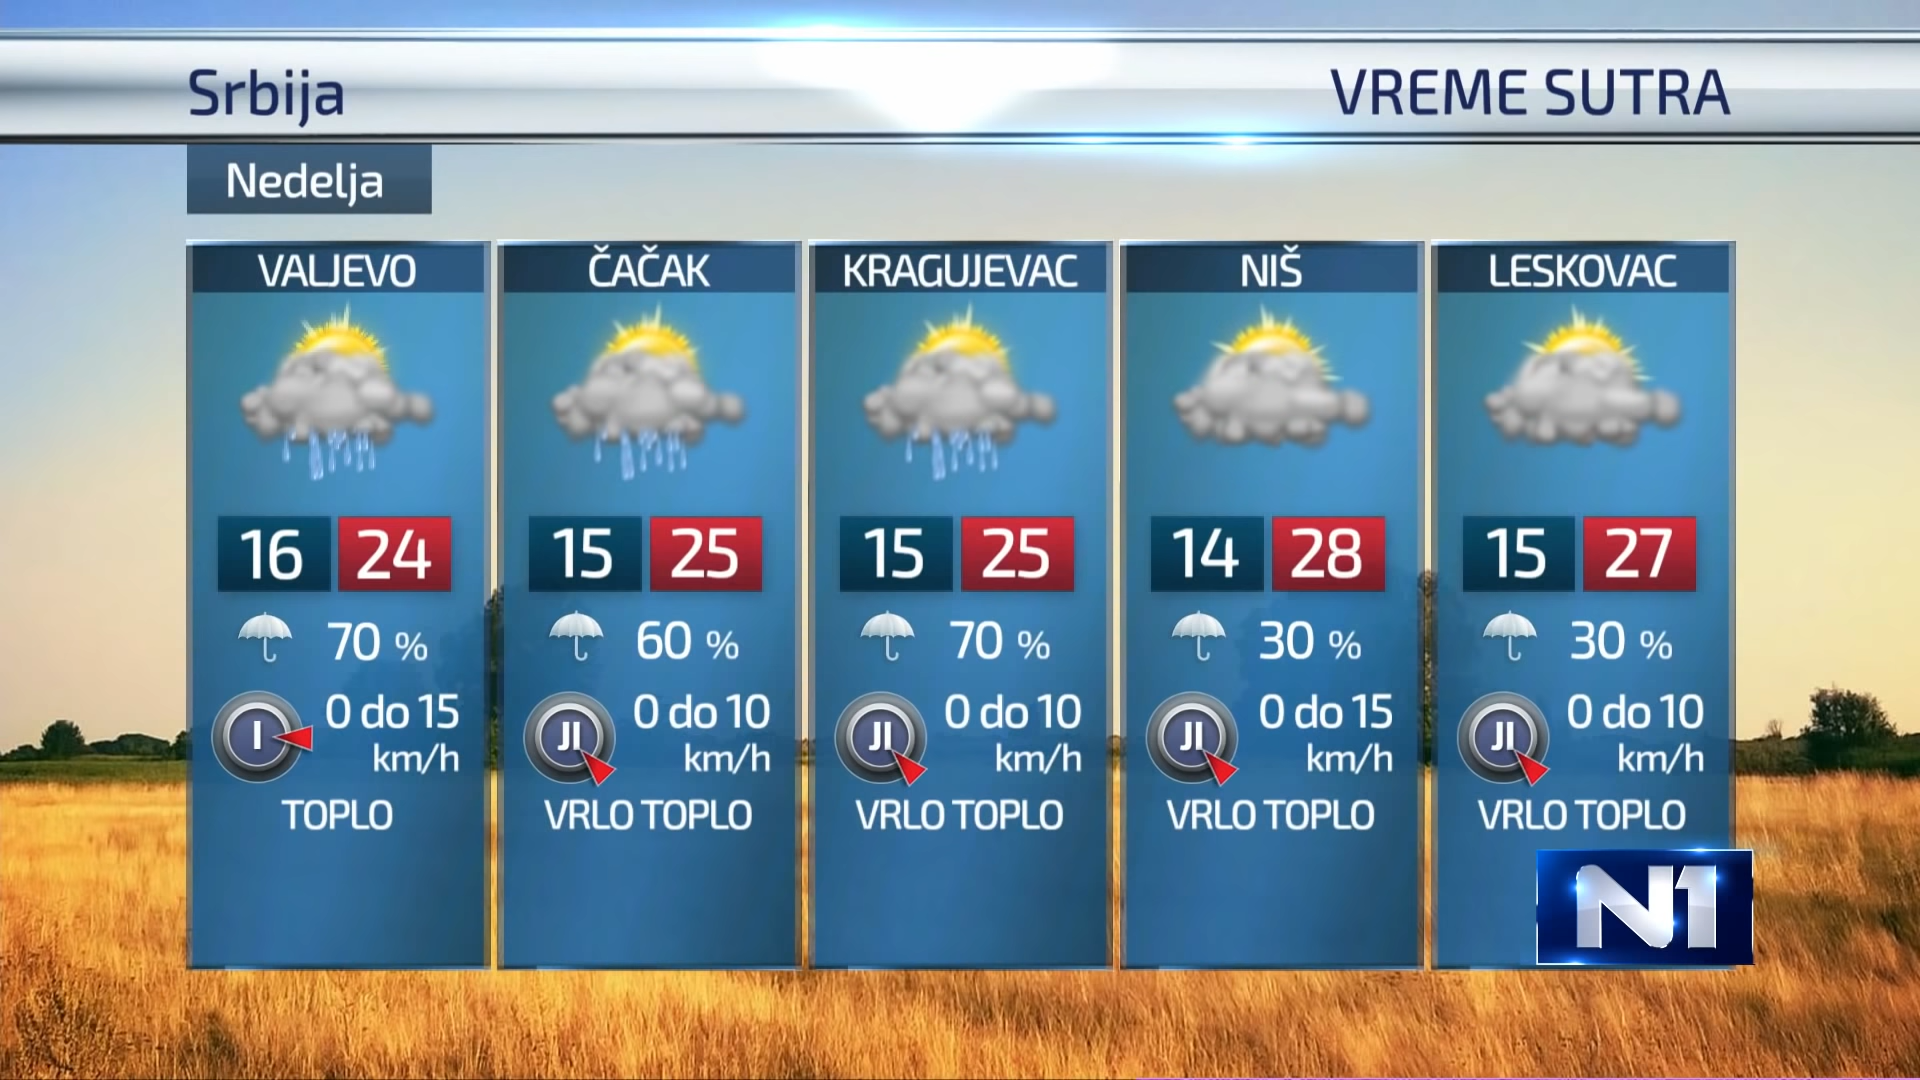 Srbija
VREME SUTRA
Nedelja
VALJEVO
16 24
70 %
I
0 do 15
km/h
TOPLO
ČAČAK
15 25
60 %
JI
0 do 10
km/h
VRLO TOPLO
KRAGUJEVAC
15 25
70 %
JI
0 do 10
km/h
VRLO TOPLO
NIŠ
14 28
30 %
JI
0 do 15
km/h
VRLO TOPLO
LESKOVAC
15 27
30 %
JI
0 do 10
km/h
VRLO TOPLO
N1